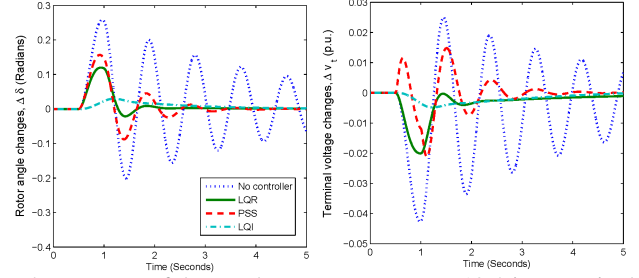 Rotor angle changes, Δ δ (Radians)
0.3
0.2
0.1
0
−0.1
−0.2
−0.3
−0.4
0 1 2 3 4 5
Time (Seconds)
No controller
LQR
PSS
LQI
Terminal voltage changes, Δ vt (p.u.)
0.03
0.02
0.01
0
−0.01
−0.02
−0.03
−0.04
−0.05
0 1 2 3 4 5
Time (Seconds)